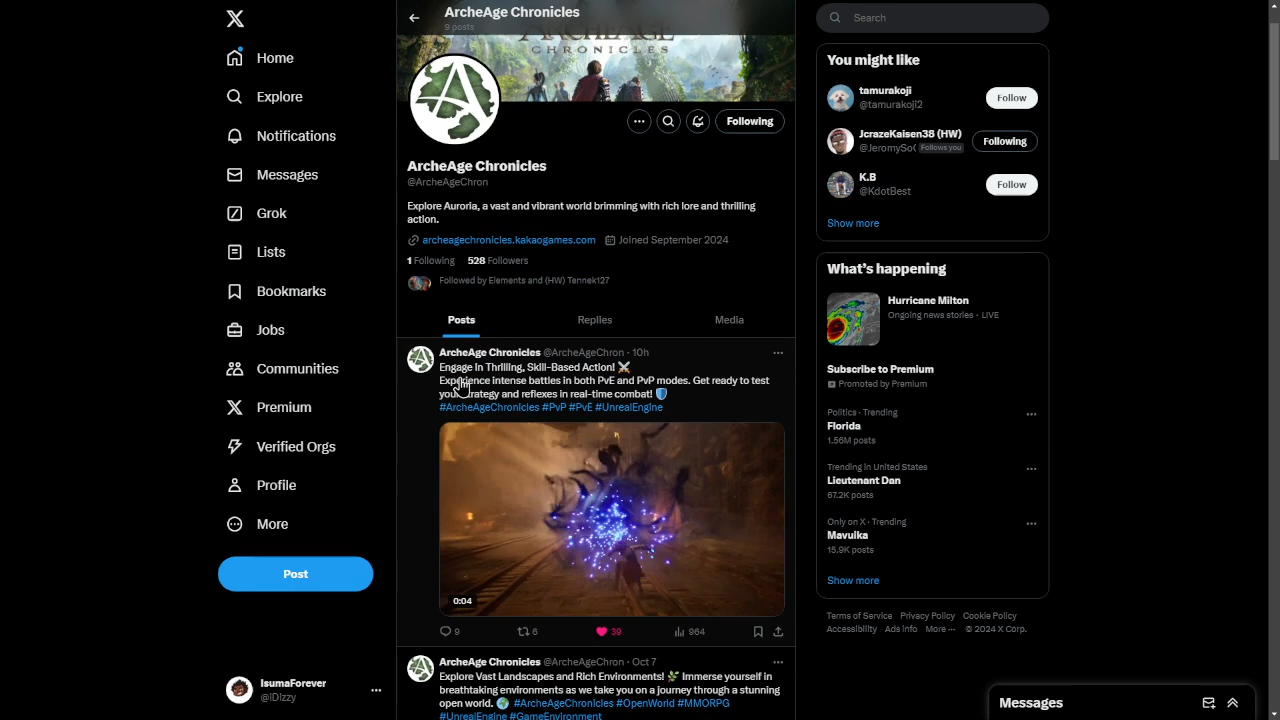 Home
Explore
Notifications
Messages
Grok
Lists
Bookmarks
Jobs
Communities
Premium
Verified Orgs
Profile
More
Post
IsumaForever
@IDIzzy
ArcheAge Chronicles
9 posts
CHRONICLES
Following
ArcheAge Chronicles
@ArcheAgeChron
Explore Auroria, a vast and vibrant world brimming with rich lore and thrilling
action.
archeagechronicles.kakaogames.com Joined September 2024
1 Following 528 Followers
Followed by Elements and (HW) Tennek127
Posts Replies Media
ArcheAge Chronicles @ArcheAgeChron · 10h
Engage in Thrilling, Skill-Based Action! ⚔️
Experience intense battles in both PvE and PvP modes. Get ready to test
your strategy and reflexes in real-time combat! 🛡️
#ArcheAgeChronicles #PvP #PvE #UnrealEngine
0:04
9 6 39 964
ArcheAge Chronicles @ArcheAgeChron · Oct 7
Explore Vast Landscapes and Rich Environments! 🌿 Immerse yourself in
breathtaking environments as we take you on a journey through a stunning
open world. 🌍 #ArcheAgeChronicles #OpenWorld #MMORPG
#UnrealEngine #GameEnvironment
Search
You might like
tamurakoji
@tamurakoji2
Follow
JcrazeKaisen38 (HW)
@JeromySo Follows you
Following
K.B
@KdotBest
Follow
Show more
What's happening
Hurricane Milton
Ongoing news stories · LIVE
Subscribe to Premium
Promoted by Premium
Politics · Trending
Florida
1.56M posts
Trending in United States
Lieutenant Dan
67.2K posts
Only on X · Trending
Mavuika
15.9K posts
Show more
Terms of Service Privacy Policy Cookie Policy
Accessibility Ads info More ··· © 2024 X Corp.
Messages